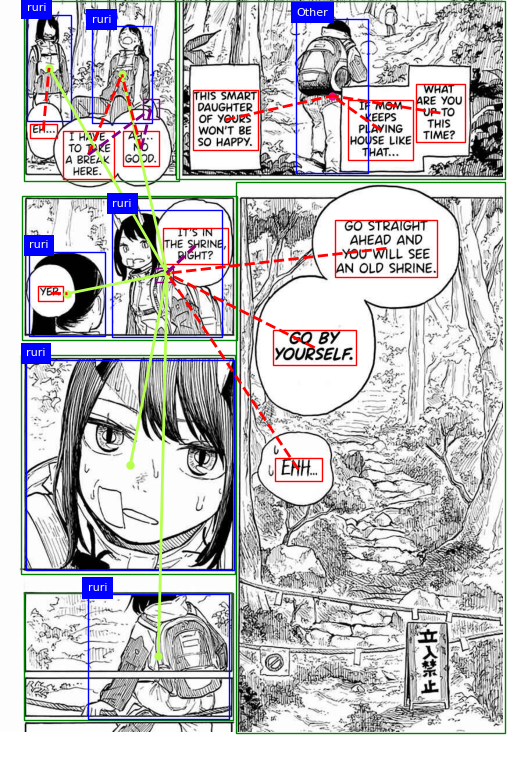 Other
WHAT
ARE YOU
UP TO
THIS
TIME?
IF MOM
KEEPS
PLAYING
HOUSE LIKE
THAT...
THIS SMART
DAUGHTER
OF YOURS
WON'T BE
SO HAPPY.
ruri
ruri
NO
GOOD.
I HAVE
TO TAKE
A BREAK
HERE.
EH...
GO STRAIGHT
AHEAD AND
YOU WILL SEE
AN OLD SHRINE.
GO BY
YOURSELF.
EHH...
立入禁止
ruri
IT'S IN
THE SHRINE,
RIGHT?
ruri
YEP.
ruri
ruri